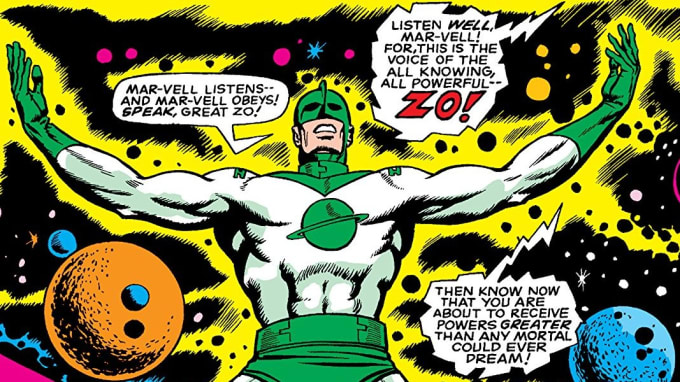 LISTEN WELL,
MAR-VELL!
FOR, THIS IS THE
VOICE OF THE
ALL KNOWING,
ALL POWERFUL--
ZO!
MAR-VELL LISTENS--
AND MAR-VELL OBEYS!
SPEAK, GREAT ZO!
THEN KNOW NOW
THAT YOU ARE
ABOUT TO RECEIVE
POWERS GREATER
THAN ANY MORTAL
COULD EVER
DREAM!